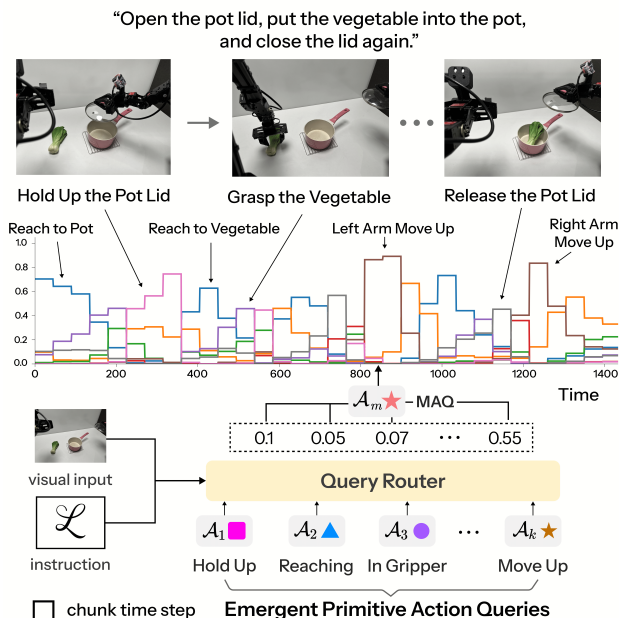 “Open the pot lid, put the vegetable into the pot,
and close the lid again.”
Hold Up the Pot Lid
Grasp the Vegetable
Release the Pot Lid
Reach to Pot
Reach to Vegetable
Left Arm Move Up
Right Arm
Move Up
1.0
0.8
0.6
0.4
0.2
0.0
0 200 400 600 800 1000 1200 1400
Time
𝒜m MAQ
0.1 0.05 0.07 ... 0.55
visual input
Query Router
ℒ
instruction
𝒜1 𝒜2 𝒜3 ... 𝒜k
Hold Up Reaching In Gripper Move Up
chunk time step
Emergent Primitive Action Queries